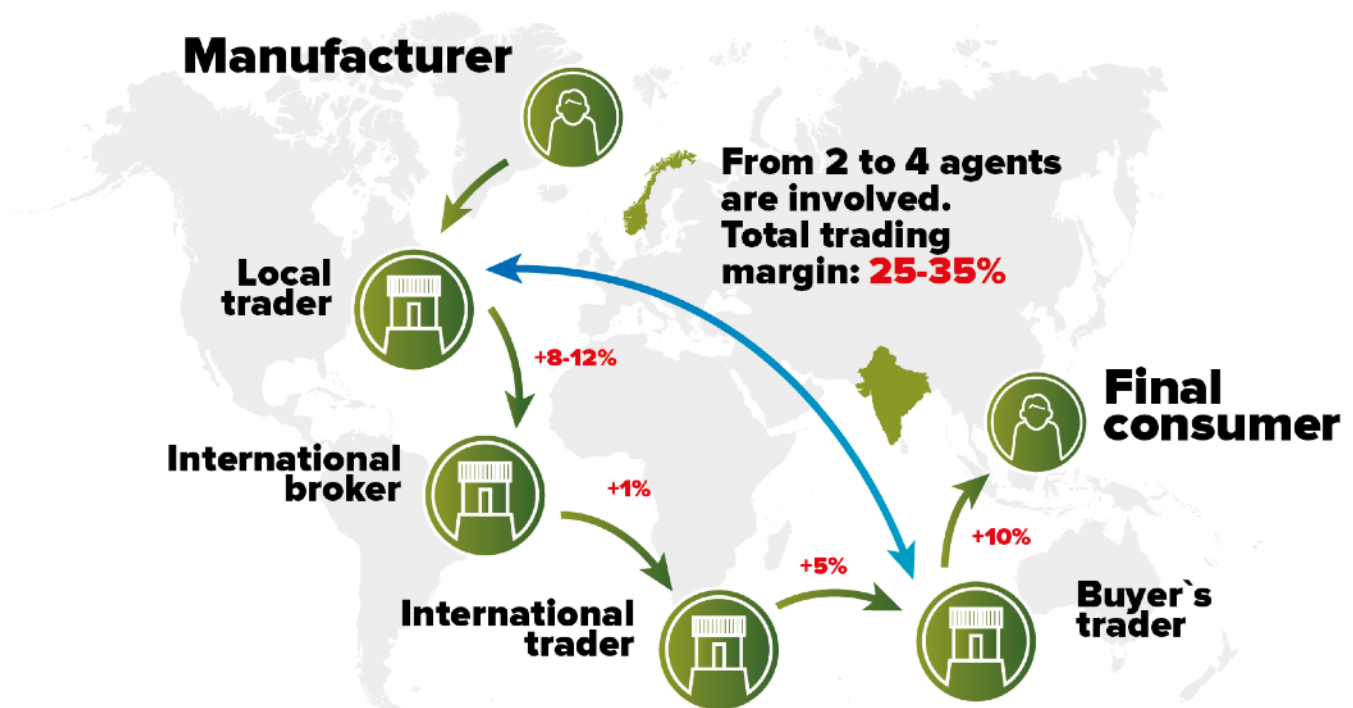 Manufacturer
From 2 to 4 agents
are involved.
Total trading
margin: 25-35%
Local
trader
+8-12%
Final
consumer
International
broker
+1%
+10%
+5%
International
trader
Buyer`s
trader